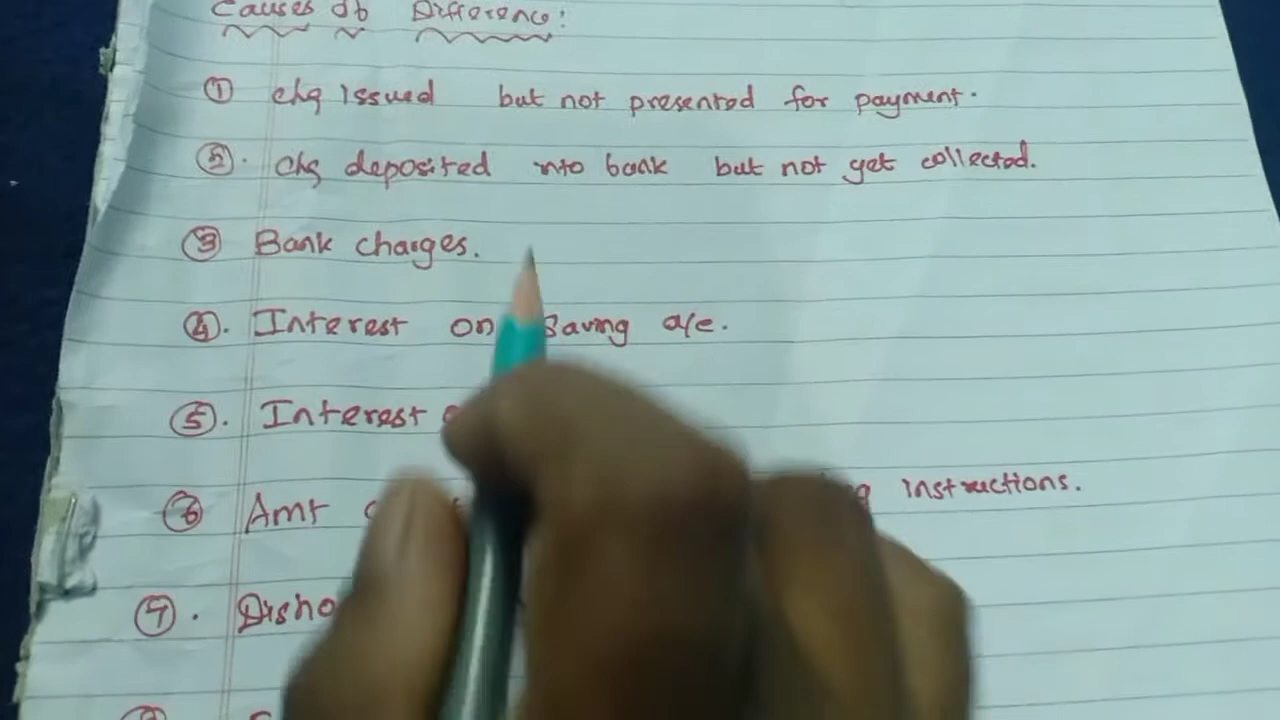 Causes of Difference:
① chq Issued but not presented for payment.
②. chq deposited into bank but not yet collected.
③ Bank charges.
④. Interest on Saving a/c.
⑤. Interest
⑥ Amt instructions.
⑦.